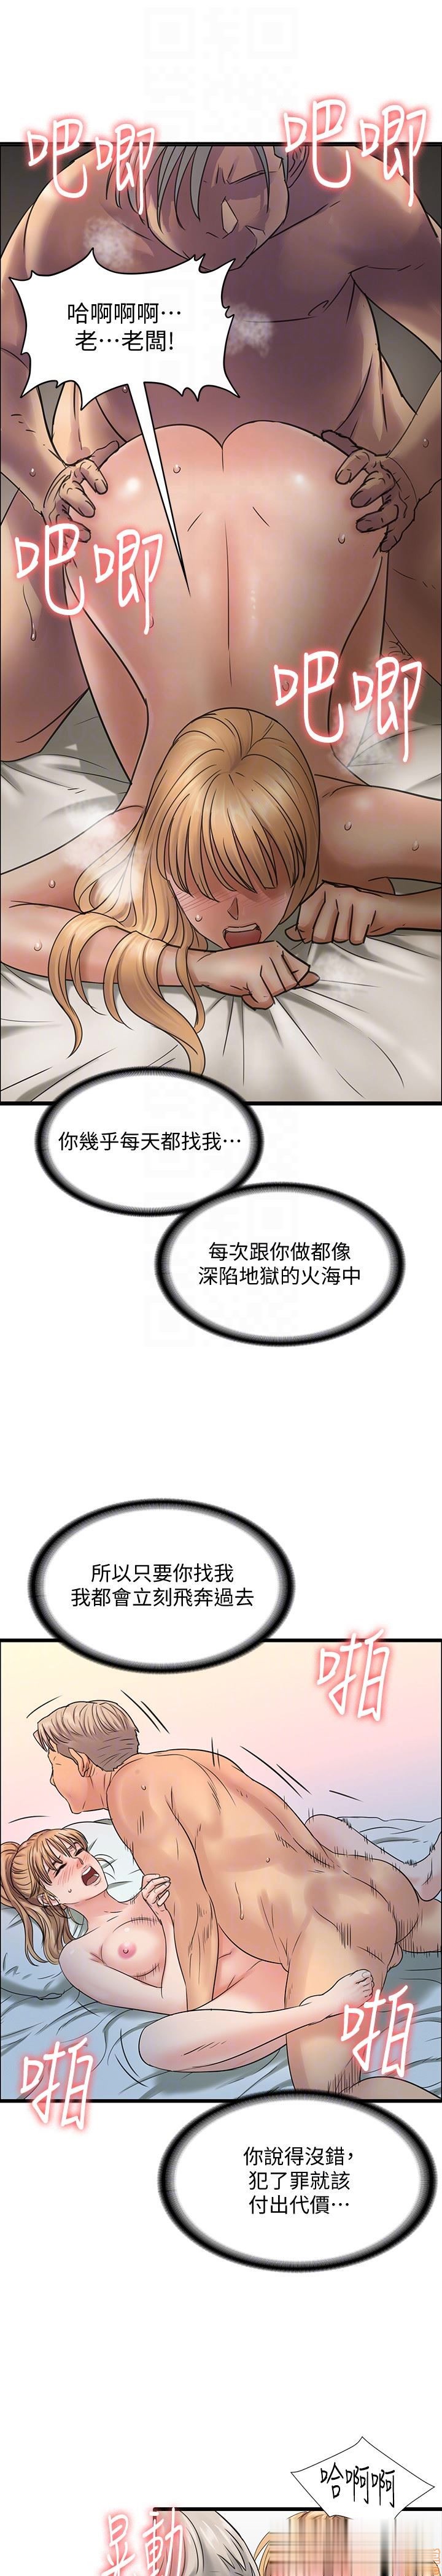 吧唧
吧唧
哈啊啊啊…
老…老闆!
吧唧
吧唧
你幾乎每天都找我…
每次跟你做都像
深陷地獄的火海中
所以只要你找我
我都會立刻飛奔過去
啪
啪
啪
你說得沒錯,
犯了罪就該
付出代價…
哈啊啊
晃動